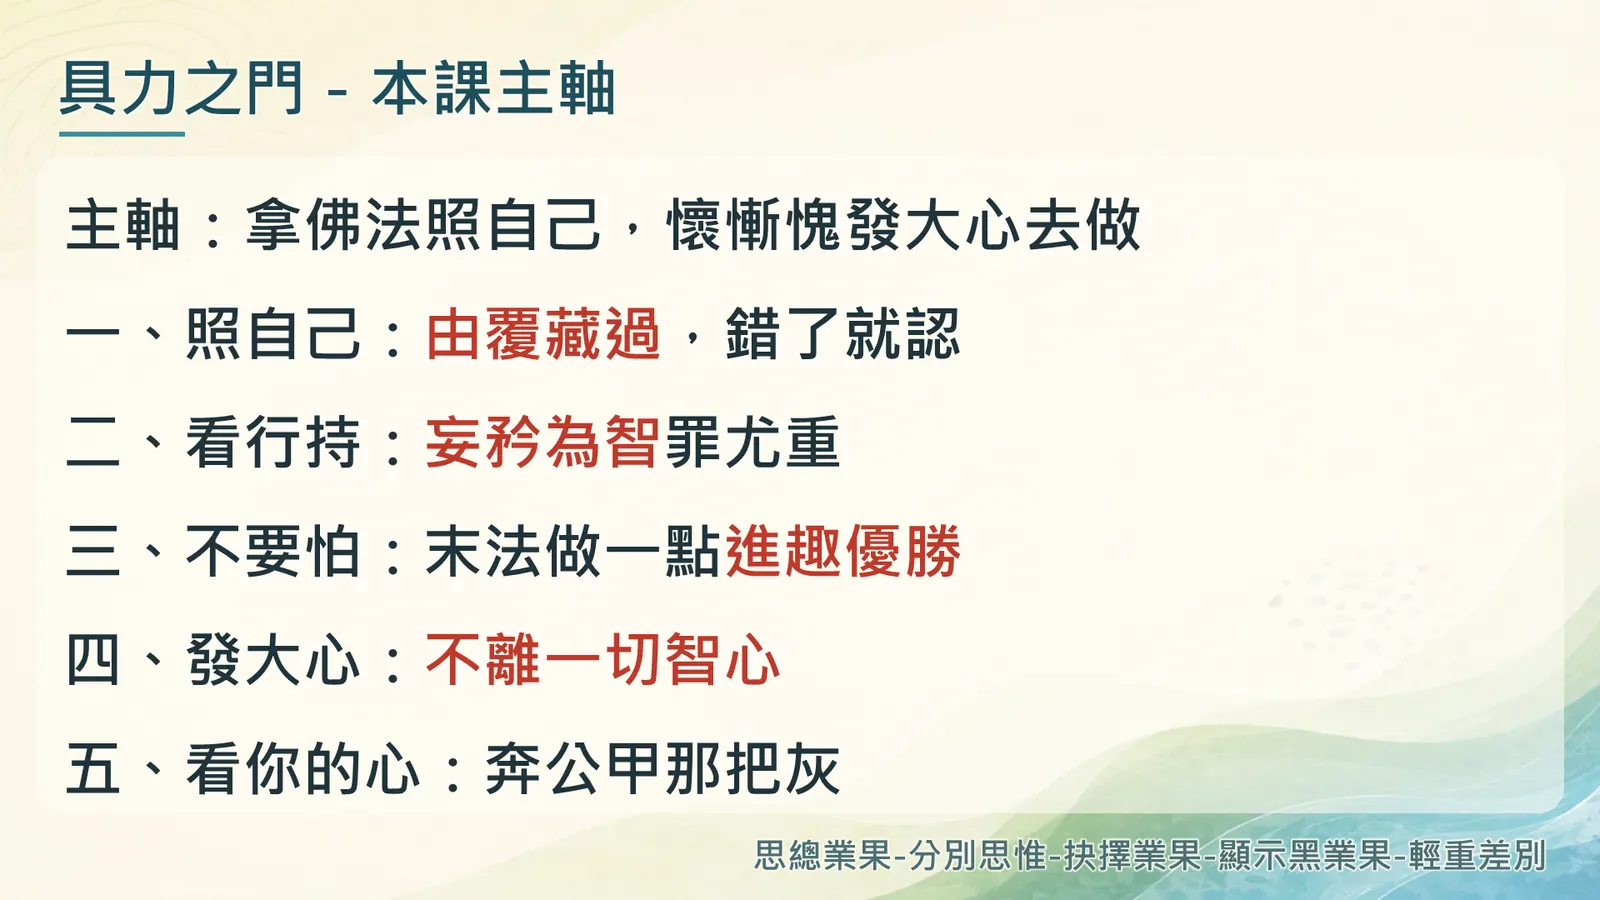 具力之門 - 本課主軸
主軸：拿佛法照自己，懷慚愧發大心去做
一、照自己：由覆藏過，錯了就認
二、看行持：妄矜為智罪尤重
三、不要怕：末法做一點進趣優勝
四、發大心：不離一切智心
五、看你的心：奔公甲那把灰
思總業果-分別思惟-抉擇業果-顯示黑業果-輕重差別